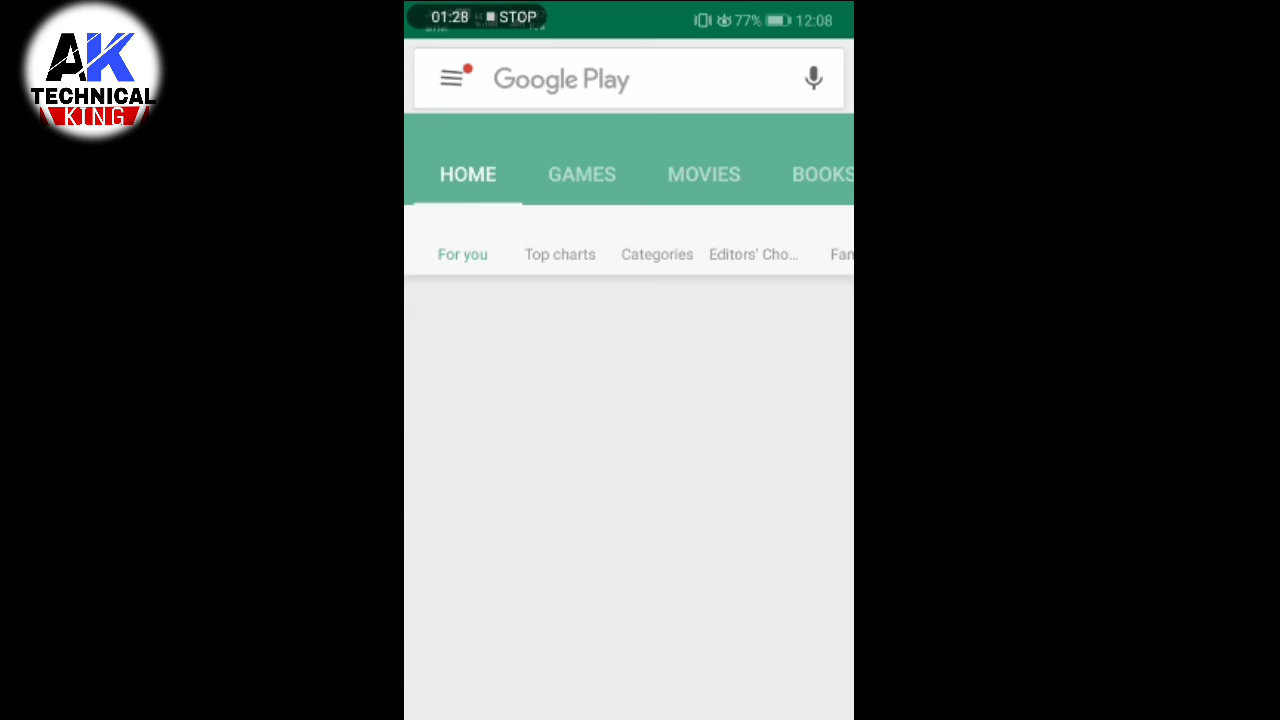 AK
TECHNICAL
KING
01:28 STOP
77% 12:08
Google Play
HOME GAMES MOVIES BOOKS
For you Top charts Categories Editors' Cho... Fan